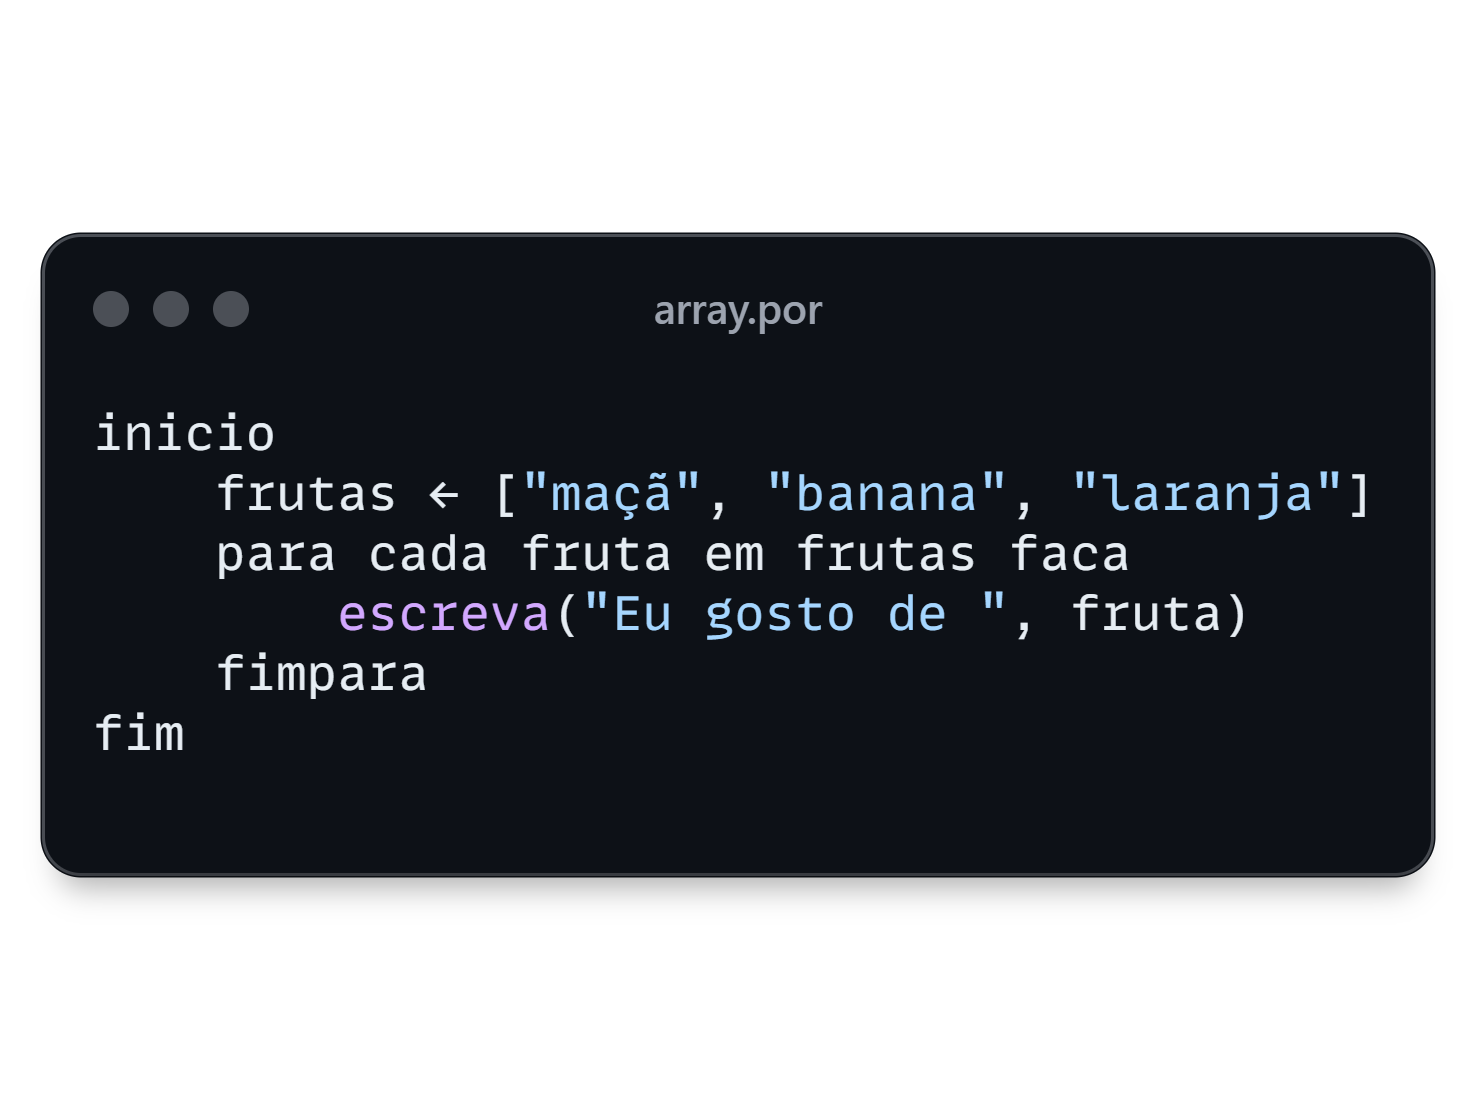 array.por
inicio
    frutas ← ["maçã", "banana", "laranja"]
    para cada fruta em frutas faca
        escreva("Eu gosto de ", fruta)
    fimpara
fim